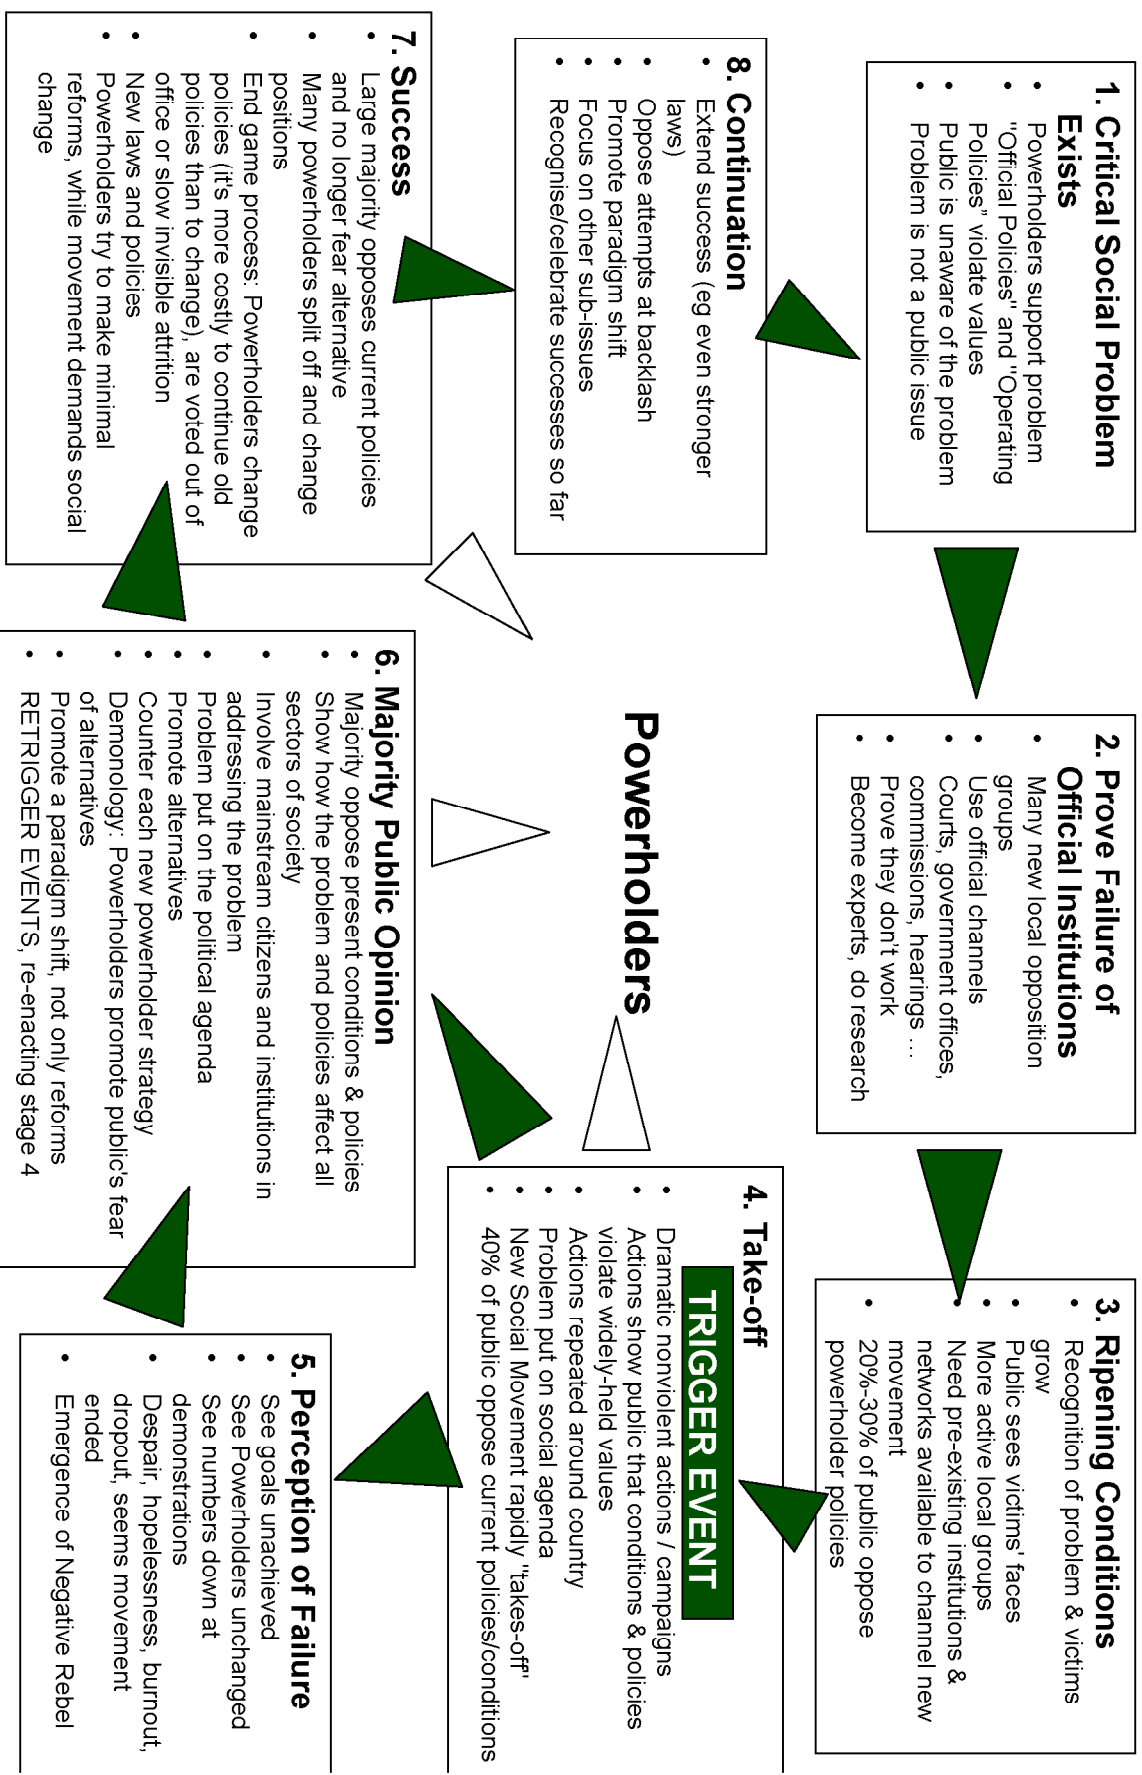 1. Critical Social Problem
Exists
• Powerholders support problem
• "Official Policies" and "Operating
Policies” violate values
• Public is unaware of the problem
• Problem is not a public issue
2. Prove Failure of
Official Institutions
• Many new local opposition
groups
• Use official channels
• Courts, government offices,
commissions, hearings ...
• Prove they don't work
• Become experts, do research
3. Ripening Conditions
• Recognition of problem & victims
grow
• Public sees victims' faces
• More active local groups
• Need pre-existing institutions &
networks available to channel new
movement
• 20%-30% of public oppose
powerholder policies
4. Take-off
TRIGGER EVENT
• Dramatic nonviolent actions / campaigns
• Actions show public that conditions & policies
violate widely-held values
• Actions repeated around country
• Problem put on social agenda
• New Social Movement rapidly "takes-off"
• 40% of public oppose current policies/conditions
5. Perception of Failure
• See goals unachieved
• See Powerholders unchanged
• See numbers down at
demonstrations
• Despair, hopelessness, burnout,
dropout, seems movement
ended
• Emergence of Negative Rebel
6. Majority Public Opinion
• Majority oppose present conditions & policies
• Show how the problem and policies affect all
sectors of society
• Involve mainstream citizens and institutions in
addressing the problem
• Problem put on the political agenda
• Promote alternatives
• Counter each new powerholder strategy
• Demonology: Powerholders promote public's fear
of alternatives
• Promote a paradigm shift, not only reforms
• RETRIGGER EVENTS, re-enacting stage 4
7. Success
• Large majority opposes current policies
and no longer fear alternative
• Many powerholders split off and change
positions
• End game process: Powerholders change
policies (it's more costly to continue old
policies than to change), are voted out of
office or slow invisible attrition
• New laws and policies
• Powerholders try to make minimal
reforms, while movement demands social
change
8. Continuation
• Extend success (eg even stronger
laws)
• Oppose attempts at backlash
• Promote paradigm shift
• Focus on other sub-issues
• Recognise/celebrate successes so far
Powerholders